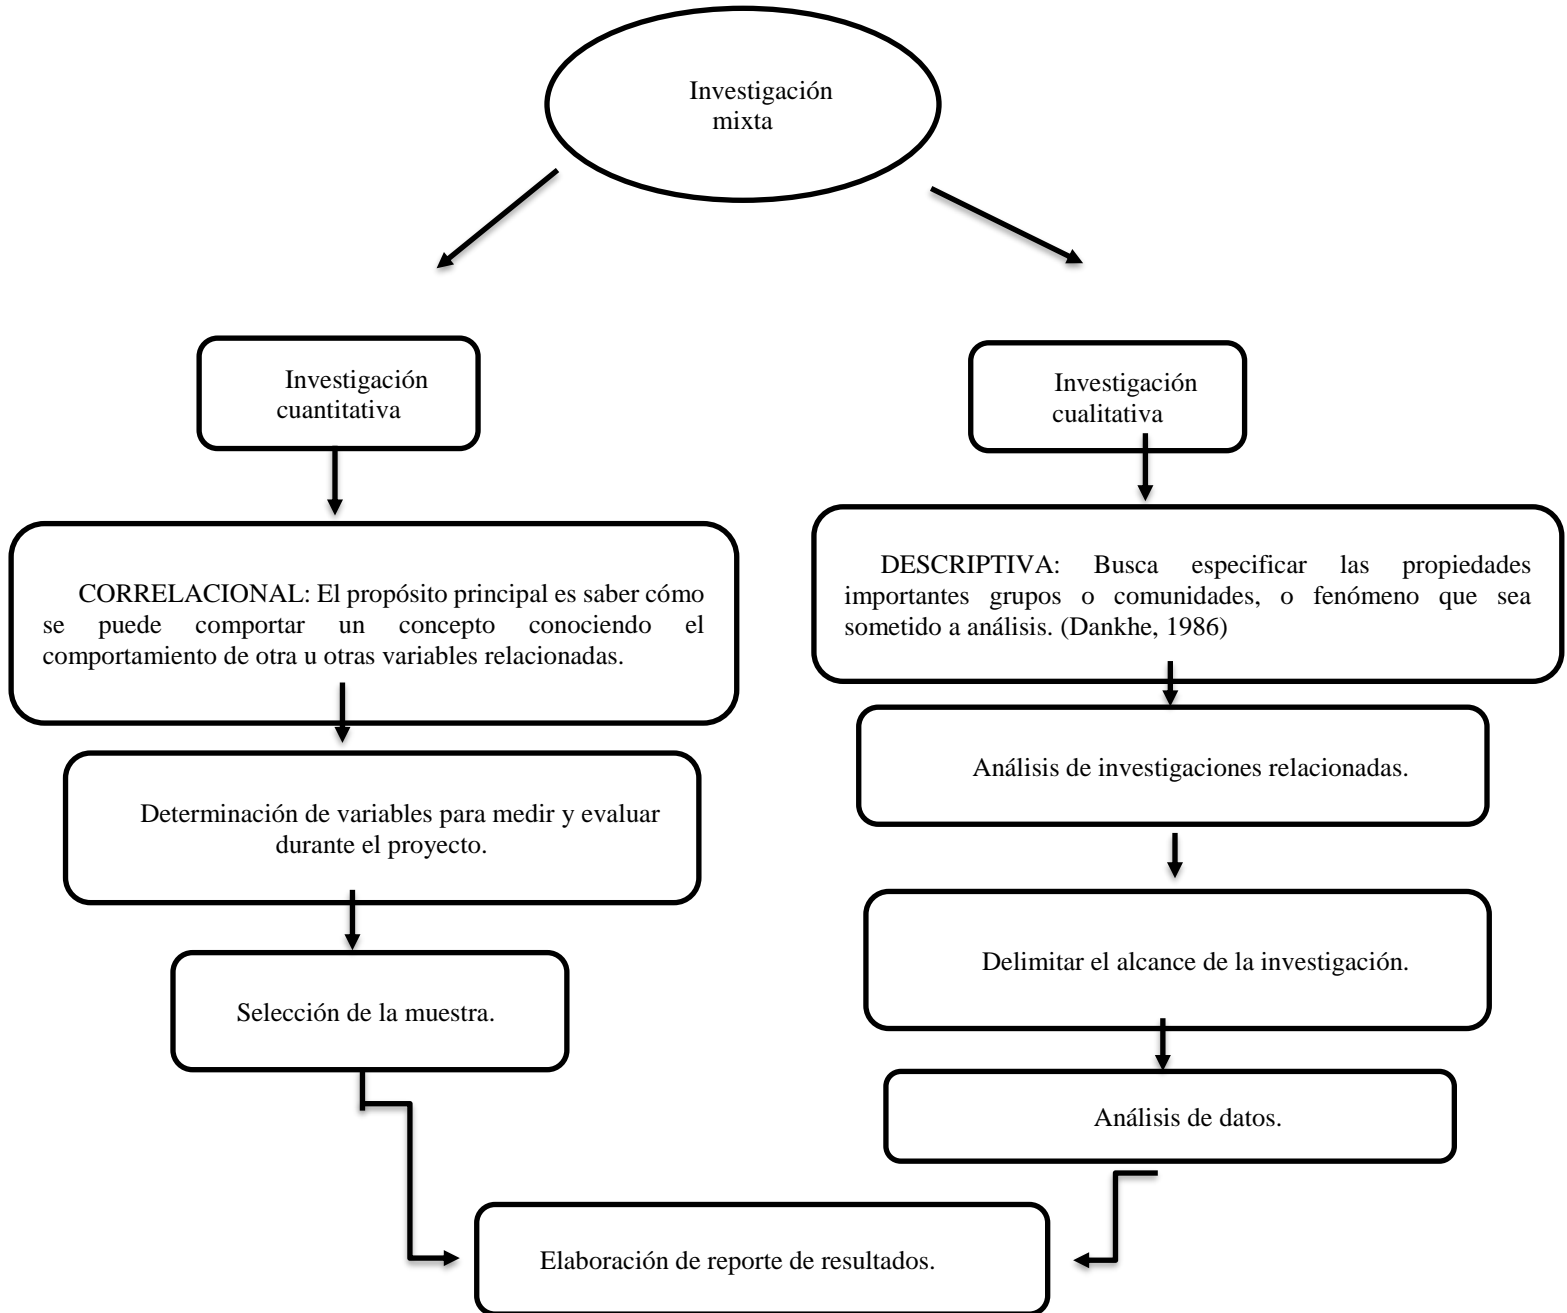 Investigación
mixta
Investigación
cuantitativa
Investigación
cualitativa
CORRELACIONAL: El propósito principal es saber cómo
se puede comportar un concepto conociendo el
comportamiento de otra u otras variables relacionadas.
DESCRIPTIVA: Busca especificar las propiedades
importantes grupos o comunidades, o fenómeno que sea
sometido a análisis. (Dankhe, 1986)
Determinación de variables para medir y evaluar
durante el proyecto.
Análisis de investigaciones relacionadas.
Selección de la muestra.
Delimitar el alcance de la investigación.
Análisis de datos.
Elaboración de reporte de resultados.